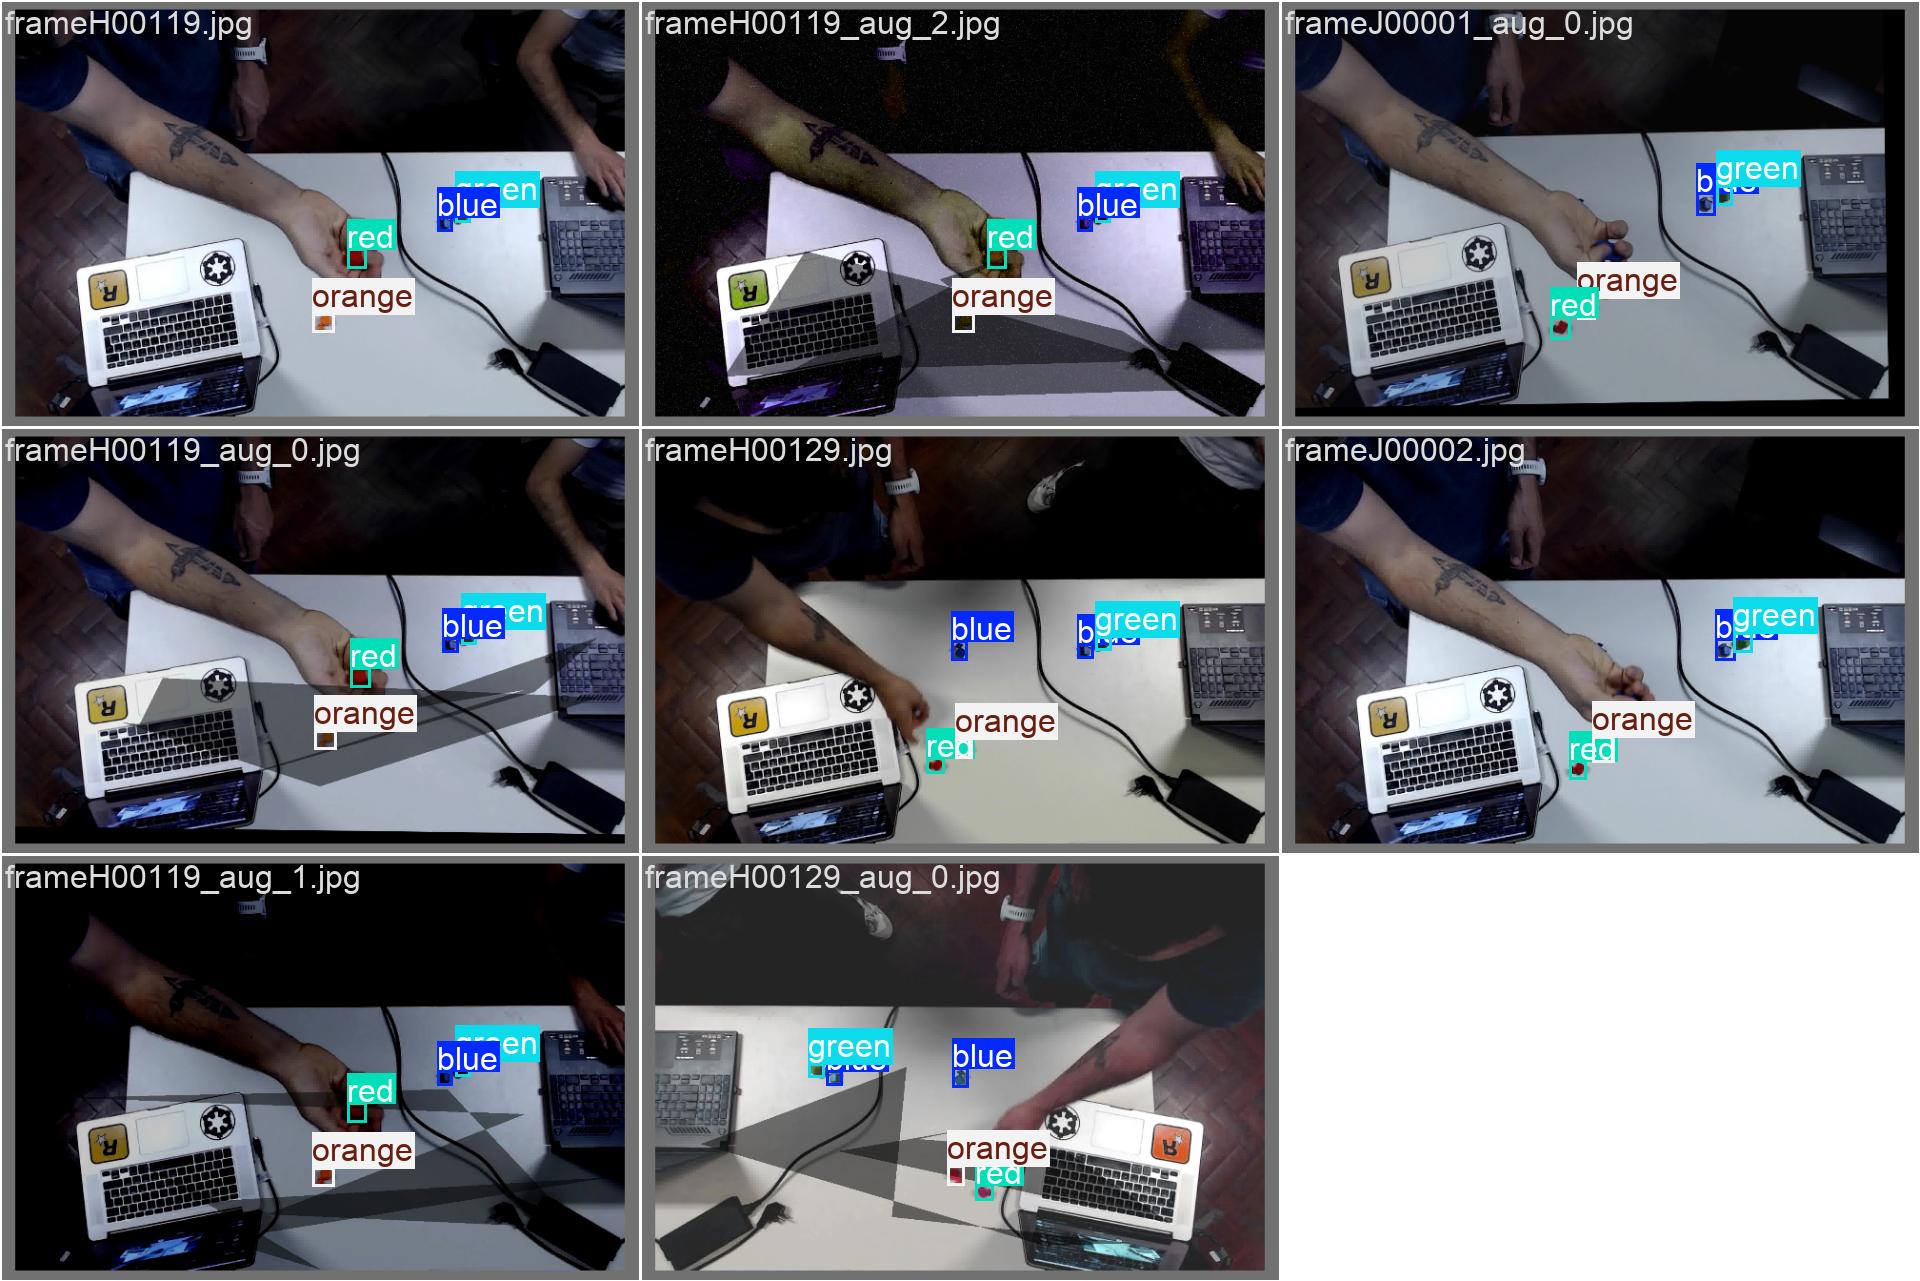 frameH00119.jpg
green
blue
red
orange
frameH00119_aug_2.jpg
green
blue
red
orange
frameJ00001_aug_0.jpg
green
orange
red
frameH00119_aug_0.jpg
green
blue
red
orange
frameH00129.jpg
blue
green
orange
red
frameJ00002.jpg
green
orange
red
frameH00119_aug_1.jpg
green
blue
red
orange
frameH00129_aug_0.jpg
green
blue
blue
orange
red